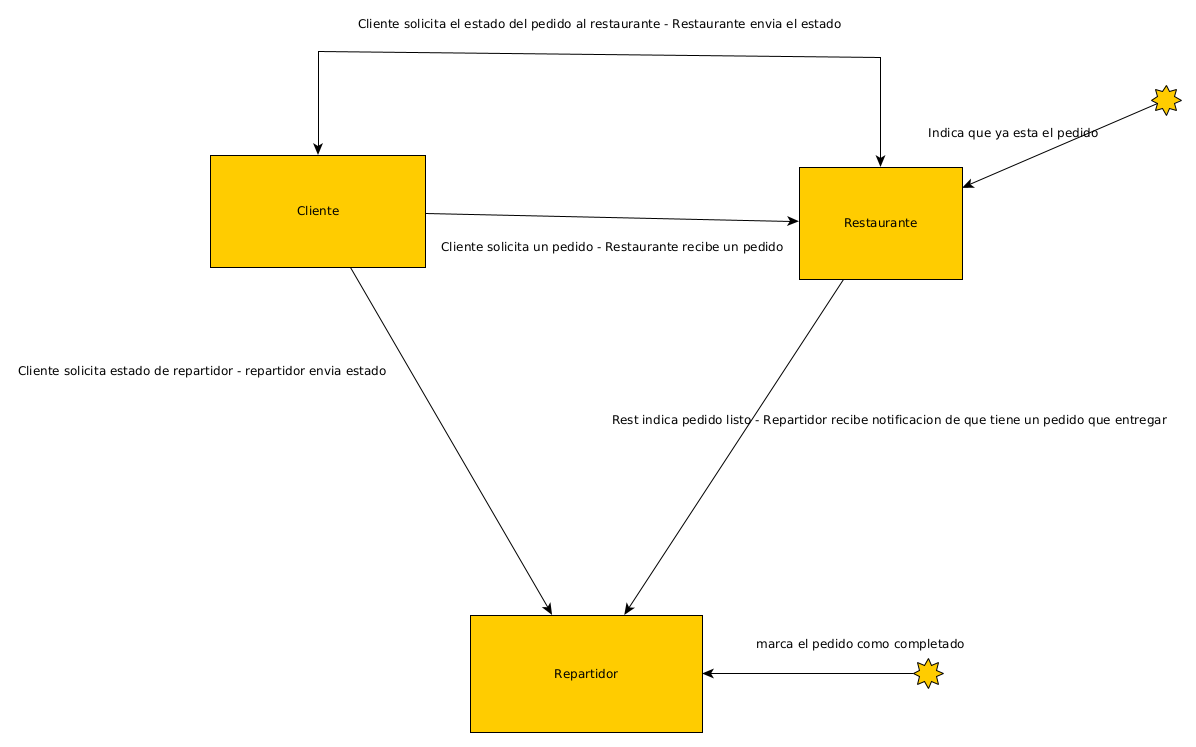 Cliente solicita el estado del pedido al restaurante - Restaurante envia el estado
Indica que ya esta el pedido
Cliente
Restaurante
Cliente solicita un pedido - Restaurante recibe un pedido
Cliente solicita estado de repartidor - repartidor envia estado
Rest indica pedido listo - Repartidor recibe notificacion de que tiene un pedido que entregar
marca el pedido como completado
Repartidor